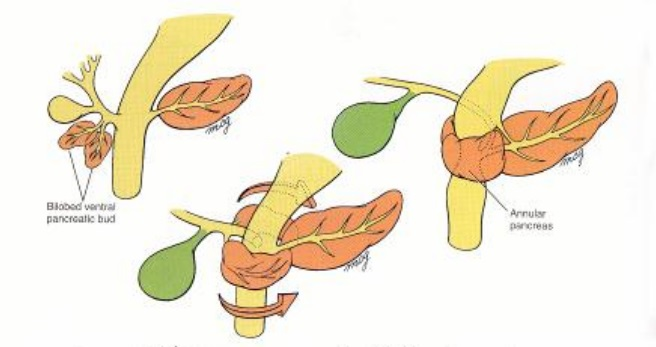 Bilobed ventral
pancreatic bud
Annular
pancreas